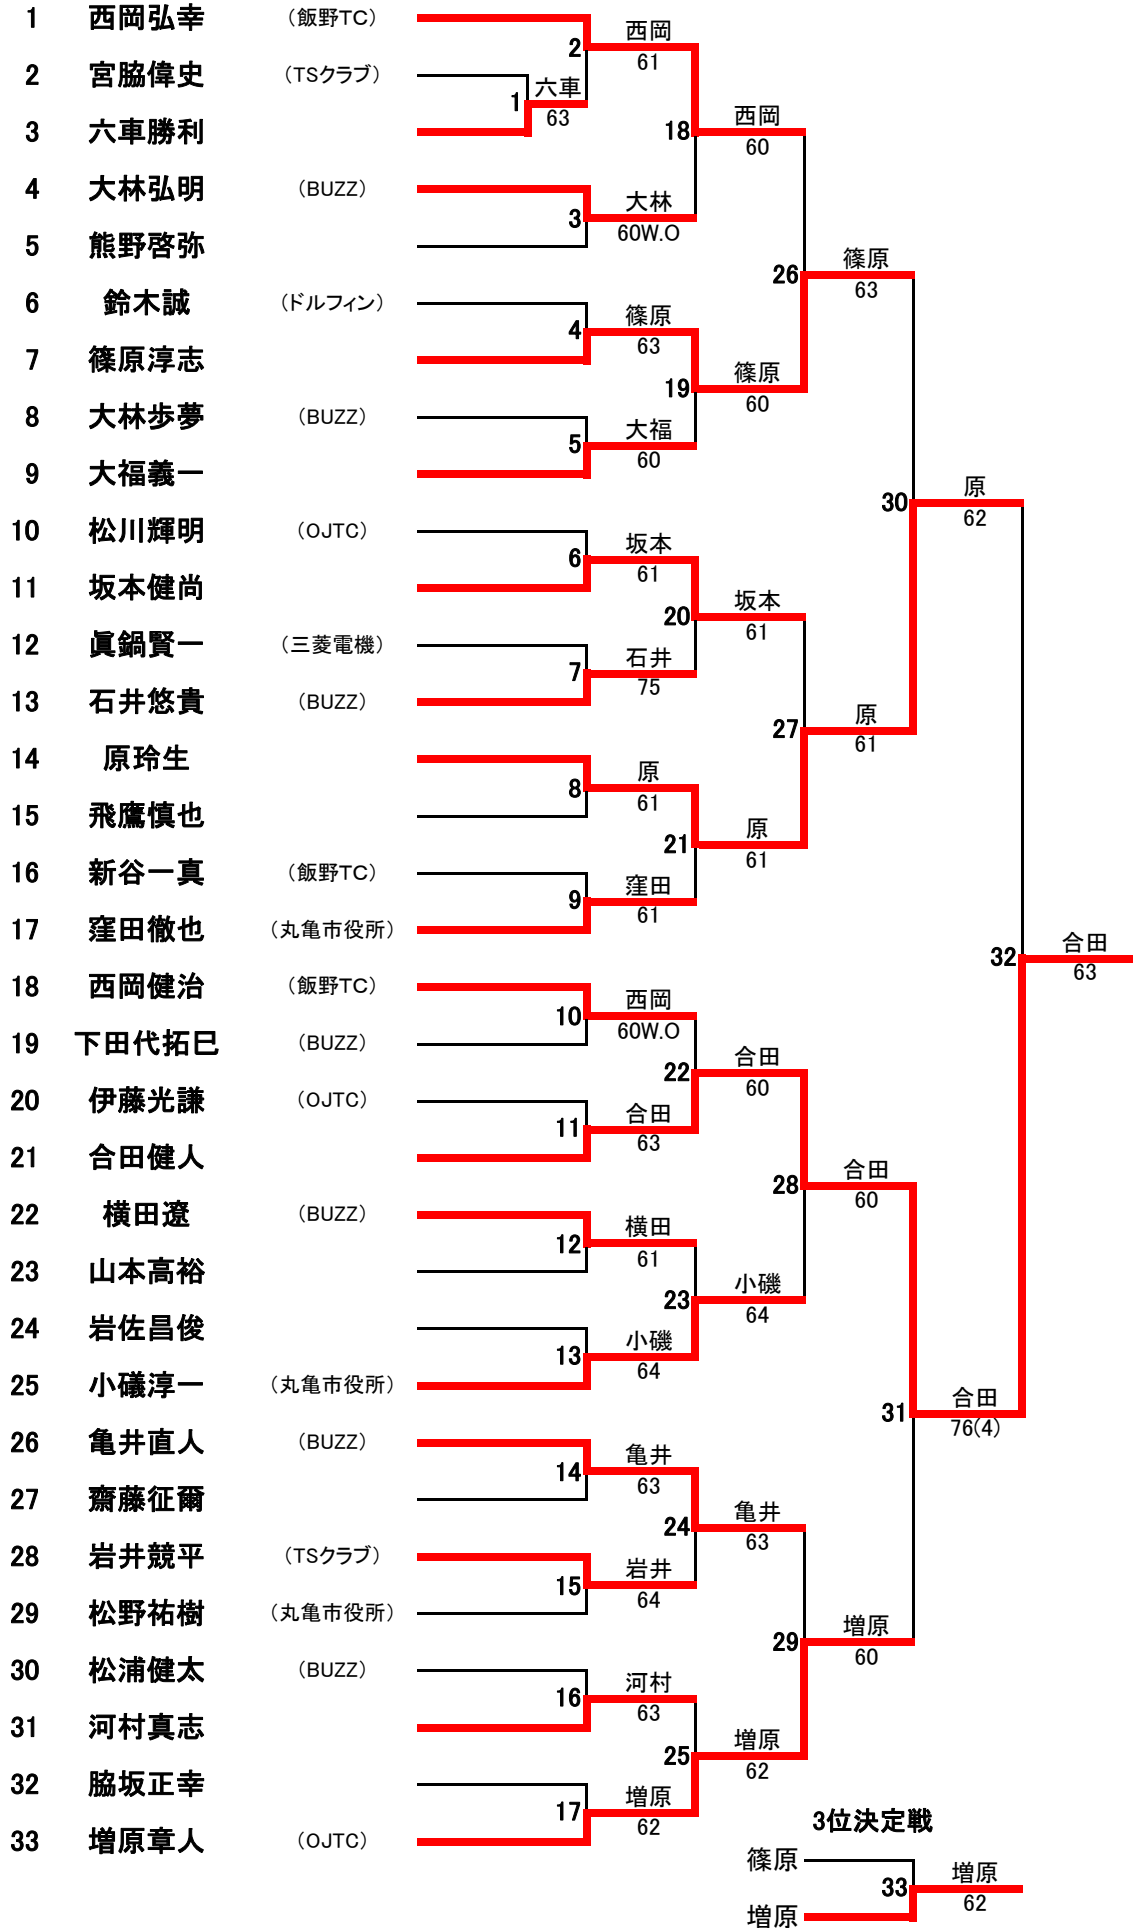 1 西岡弘幸 (飯野TC)
2 宮脇偉史 (TSクラブ)
3 六車勝利
4 大林弘明 (BUZZ)
5 熊野啓弥
6 鈴木誠 (ドルフィン)
7 篠原淳志
8 大林歩夢 (BUZZ)
9 大福義一
10 松川輝明 (OJTC)
11 坂本健尚
12 眞鍋賢一 (三菱電機)
13 石井悠貴 (BUZZ)
14 原玲生
15 飛鷹慎也
16 新谷一真 (飯野TC)
17 窪田徹也 (丸亀市役所)
18 西岡健治 (飯野TC)
19 下田代拓巳 (BUZZ)
20 伊藤光謙 (OJTC)
21 合田健人
22 横田遼 (BUZZ)
23 山本高裕
24 岩佐昌俊
25 小礒淳一 (丸亀市役所)
26 亀井直人 (BUZZ)
27 齋藤征爾
28 岩井競平 (TSクラブ)
29 松野祐樹 (丸亀市役所)
30 松浦健太 (BUZZ)
31 河村真志
32 脇坂正幸
33 増原章人 (OJTC)
1 六車 63
2 西岡 61
3 大林 60W.O
4 篠原 63
5 大福 60
6 坂本 61
7 石井 75
8 原 61
9 窪田 61
10 西岡 60W.O
11 合田 63
12 横田 61
13 小磯 64
14 亀井 63
15 岩井 64
16 河村 63
17 増原 62
18 西岡 60
19 篠原 60
20 坂本 61
21 原 61
22 合田 60
23 小磯 64
24 亀井 63
25 増原 62
26 篠原 63
27 原 61
28 合田 60
29 増原 60
30 原 62
31 合田 76(4)
32 合田 63
3位決定戦
篠原
増原
33 増原 62